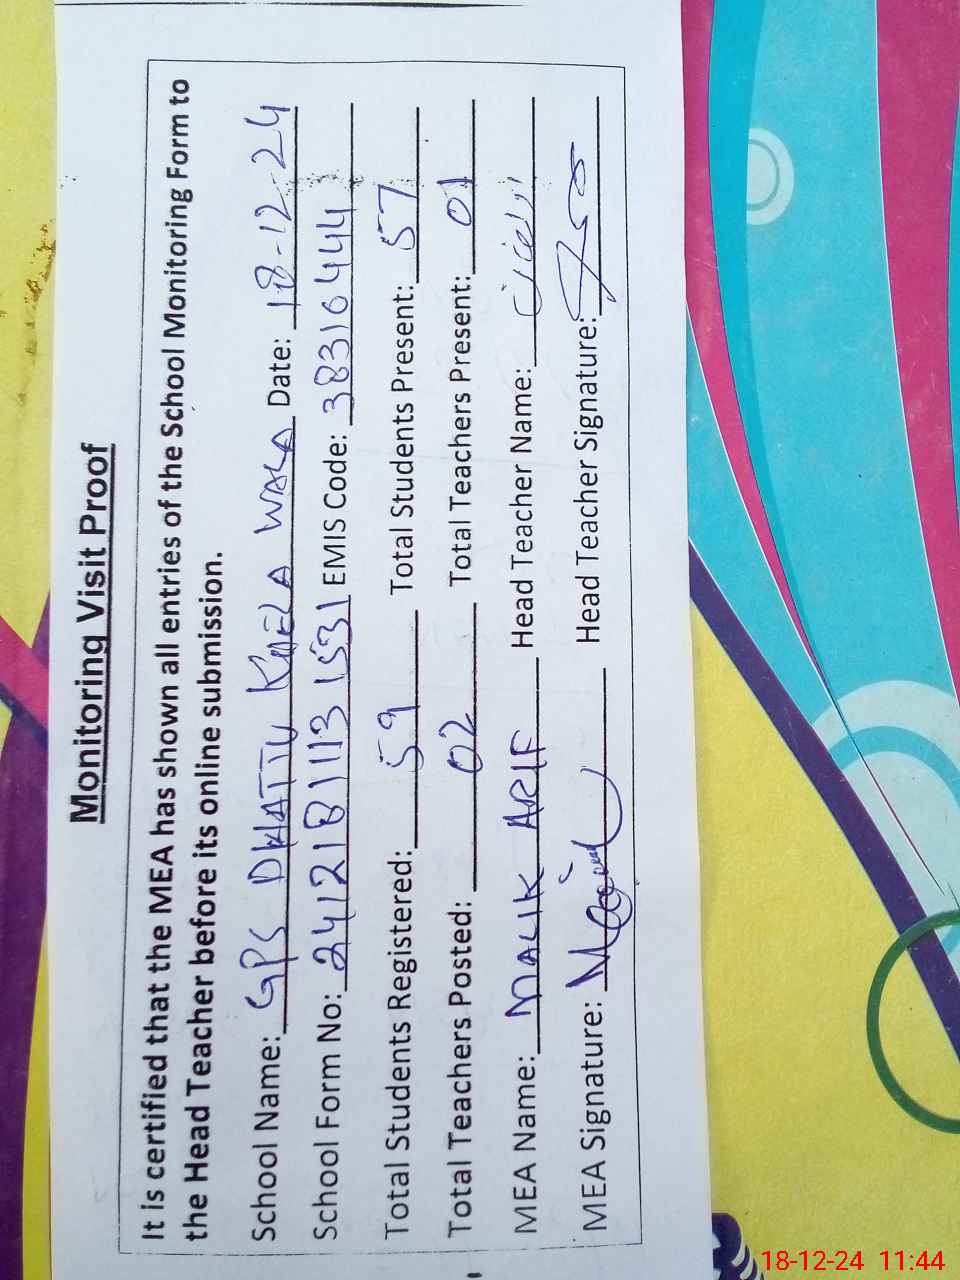 Monitoring Visit Proof
It is certified that the MEA has shown all entries of the School Monitoring Form to
the Head Teacher before its online submission.
School Name: GPS DHATTU KHELA WALA Date: 18-12-24
School Form No: 2412181113 1531 EMIS Code: 38316444
Total Students Registered: 59 Total Students Present: 57
Total Teachers Posted: 02 Total Teachers Present: 01
MEA Name: MALIK ARIF Head Teacher Name:
MEA Signature: Head Teacher Signature:
18-12-24 11:44